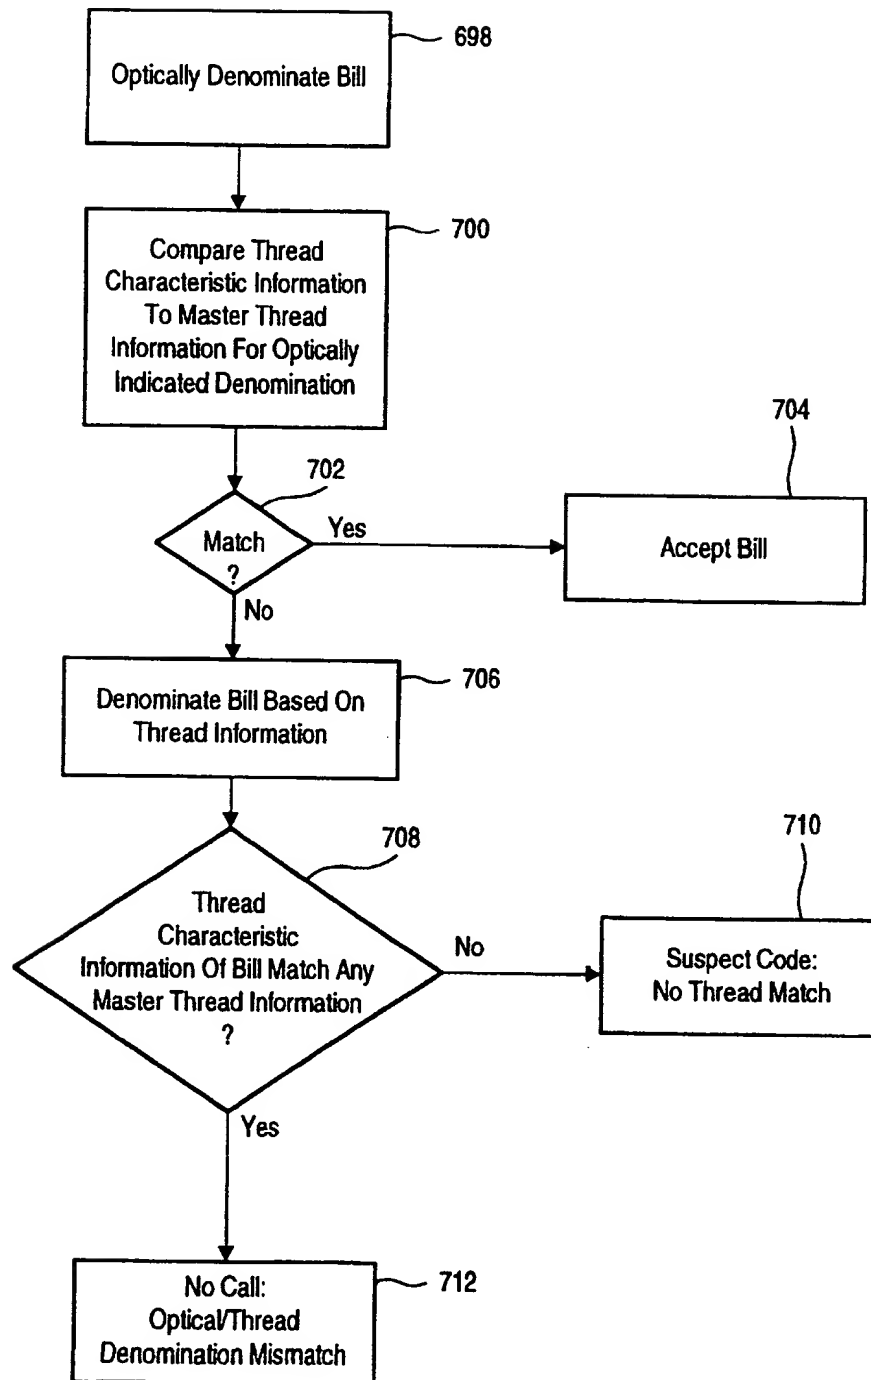 698
Optically Denominate Bill
700
Compare Thread
Characteristic Information
To Master Thread
Information For Optically
Indicated Denomination
704
702
Match
?
Yes
Accept Bill
No
706
Denominate Bill Based On
Thread Information
708
710
Thread
Characteristic
Information Of Bill Match Any
Master Thread Information
?
No
Suspect Code:
No Thread Match
Yes
No Call:
Optical/Thread
Denomination Mismatch
712